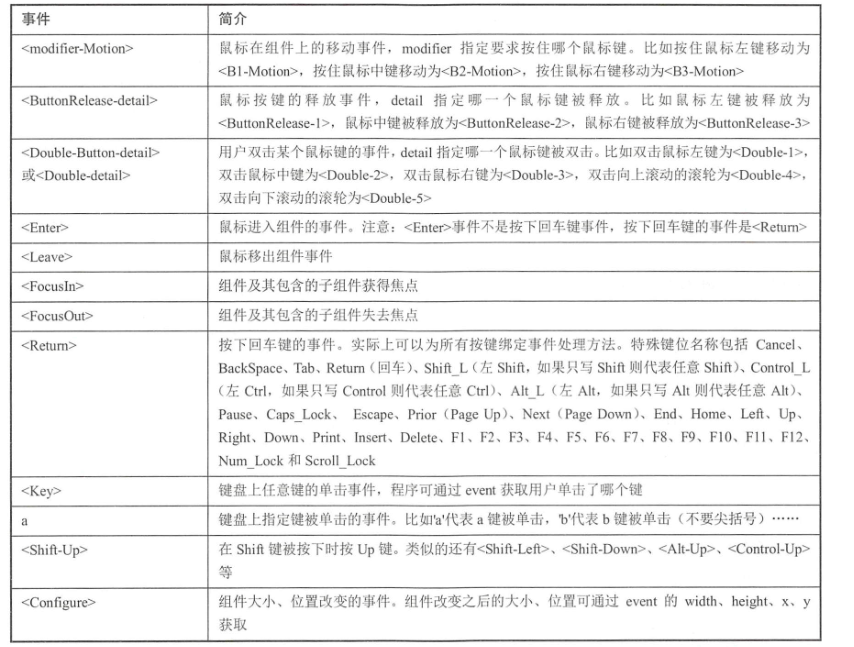 事件 简介
<modifier-Motion> 鼠标在组件上的移动事件，modifier 指定要求按住哪个鼠标键。比如按住鼠标左键移动为
<B1-Motion>，按住鼠标中键移动为<B2-Motion>，按住鼠标右键移动为<B3-Motion>
<ButtonRelease-detail> 鼠标按键的释放事件，detail 指定哪一个鼠标键被释放。比如鼠标左键被释放为
<ButtonRelease-1>，鼠标中键被释放为<ButtonRelease-2>，鼠标右键被释放为<ButtonRelease-3>
<Double-Button-detail> 用户双击某个鼠标键的事件，detail 指定哪一个鼠标键被双击。比如双击鼠标左键为<Double-1>，
或<Double-detail> 双击鼠标中键为<Double-2>，双击鼠标右键为<Double-3>，双击向上滚动的滚轮为<Double-4>，
双击向下滚动的滚轮为<Double-5>
<Enter> 鼠标进入组件的事件。注意：<Enter>事件不是按下回车键事件，按下回车键的事件是<Return>
<Leave> 鼠标移出组件事件
<FocusIn> 组件及其包含的子组件获得焦点
<FocusOut> 组件及其包含的子组件失去焦点
<Return> 按下回车键的事件。实际上可以为所有按键绑定事件处理方法。特殊键位名称包括 Cancel、
BackSpace、Tab、Return（回车）、Shift_L（左 Shift，如果只写 Shift 则代表任意 Shift）、Control_L
（左 Ctrl，如果只写 Control 则代表任意 Ctrl）、Alt_L（左 Alt，如果只写 Alt 则代表任意 Alt）、
Pause、Caps_Lock、 Escape、Prior（Page Up）、Next（Page Down）、End、Home、Left、Up、
Right、Down、Print、Insert、Delete、F1、F2、F3、F4、F5、F6、F7、F8、F9、F10、F11、F12、
Num_Lock 和 Scroll_Lock
<Key> 键盘上任意键的单击事件，程序可通过 event 获取用户单击了哪个键
a 键盘上指定键被单击的事件。比如'a'代表 a 键被单击，'b'代表 b 键被单击（不要尖括号）……
<Shift-Up> 在 Shift 键被按下时按 Up 键。类似的还有<Shift-Left>、<Shift-Down>、<Alt-Up>、<Control-Up>
等
<Configure> 组件大小、位置改变的事件。组件改变之后的大小、位置可通过 event 的 width、height、x、y
获取